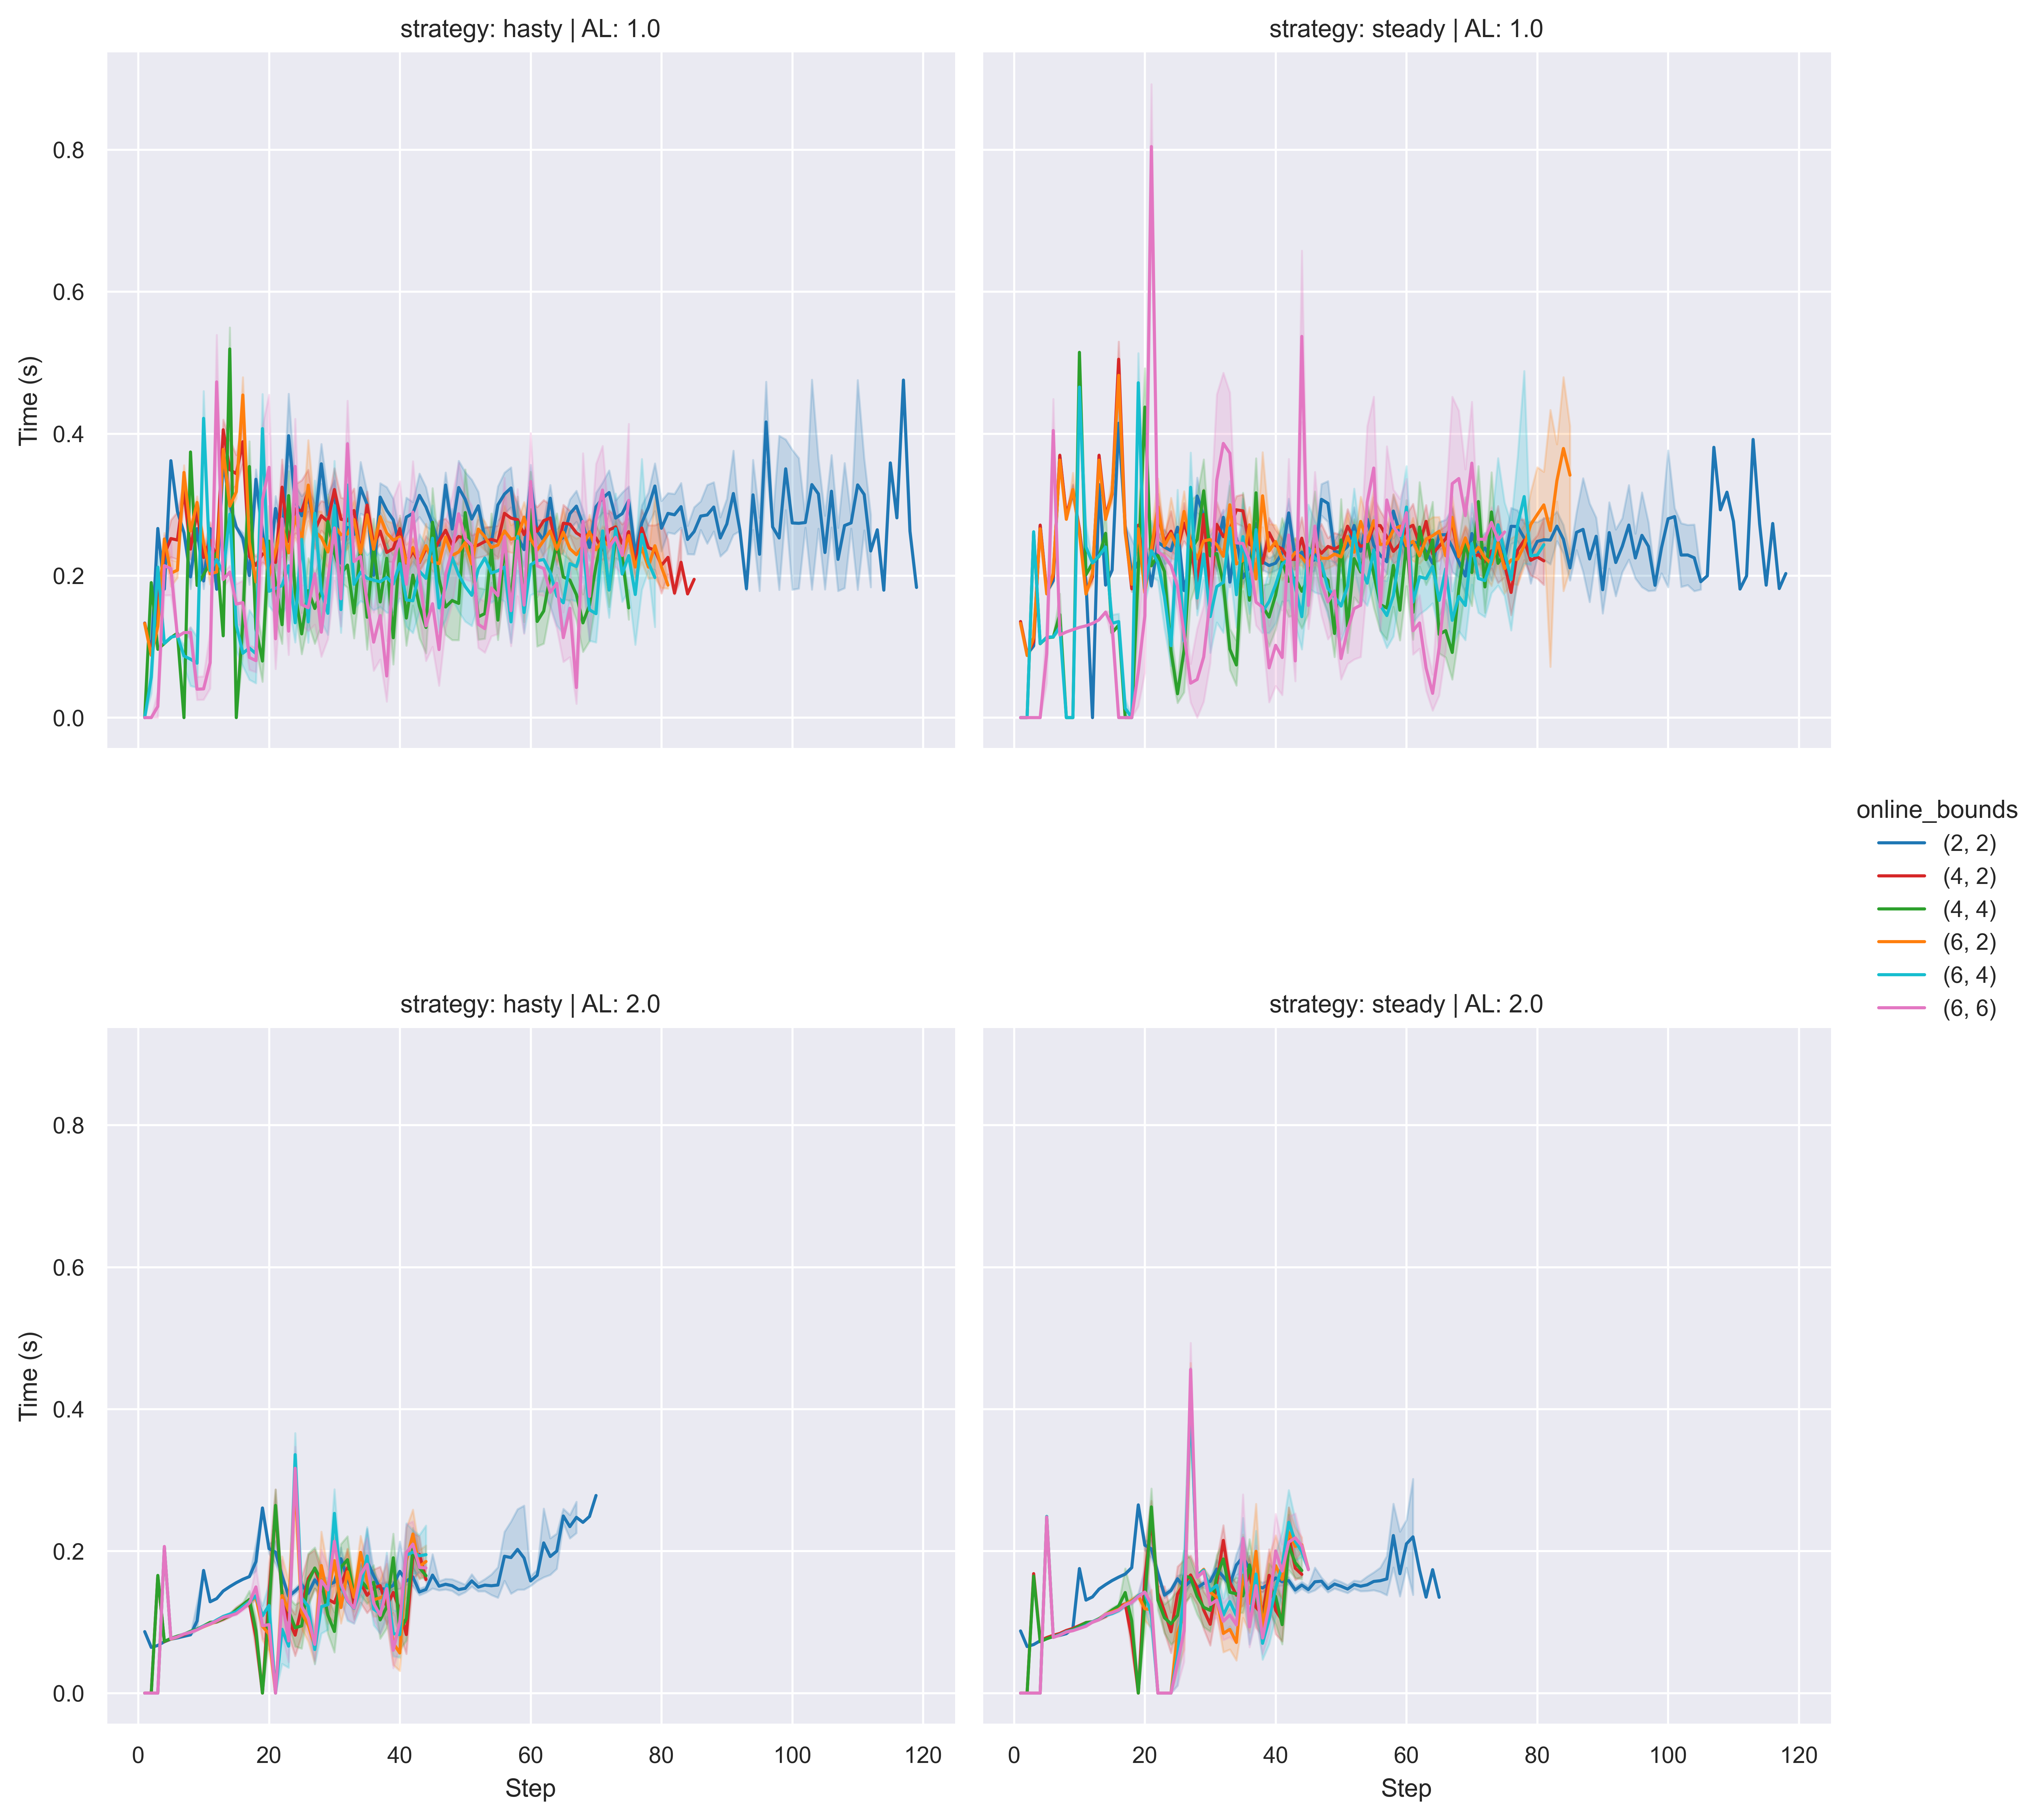 strategy: hasty | AL: 1.0
strategy: steady | AL: 1.0
Time (s)
0.8
0.6
0.4
0.2
0.0
online_bounds
(2, 2)
(4, 2)
(4, 4)
(6, 2)
(6, 4)
(6, 6)
strategy: hasty | AL: 2.0
strategy: steady | AL: 2.0
Time (s)
0.8
0.6
0.4
0.2
0.0
0 20 40 60 80 100 120
Step
0 20 40 60 80 100 120
Step